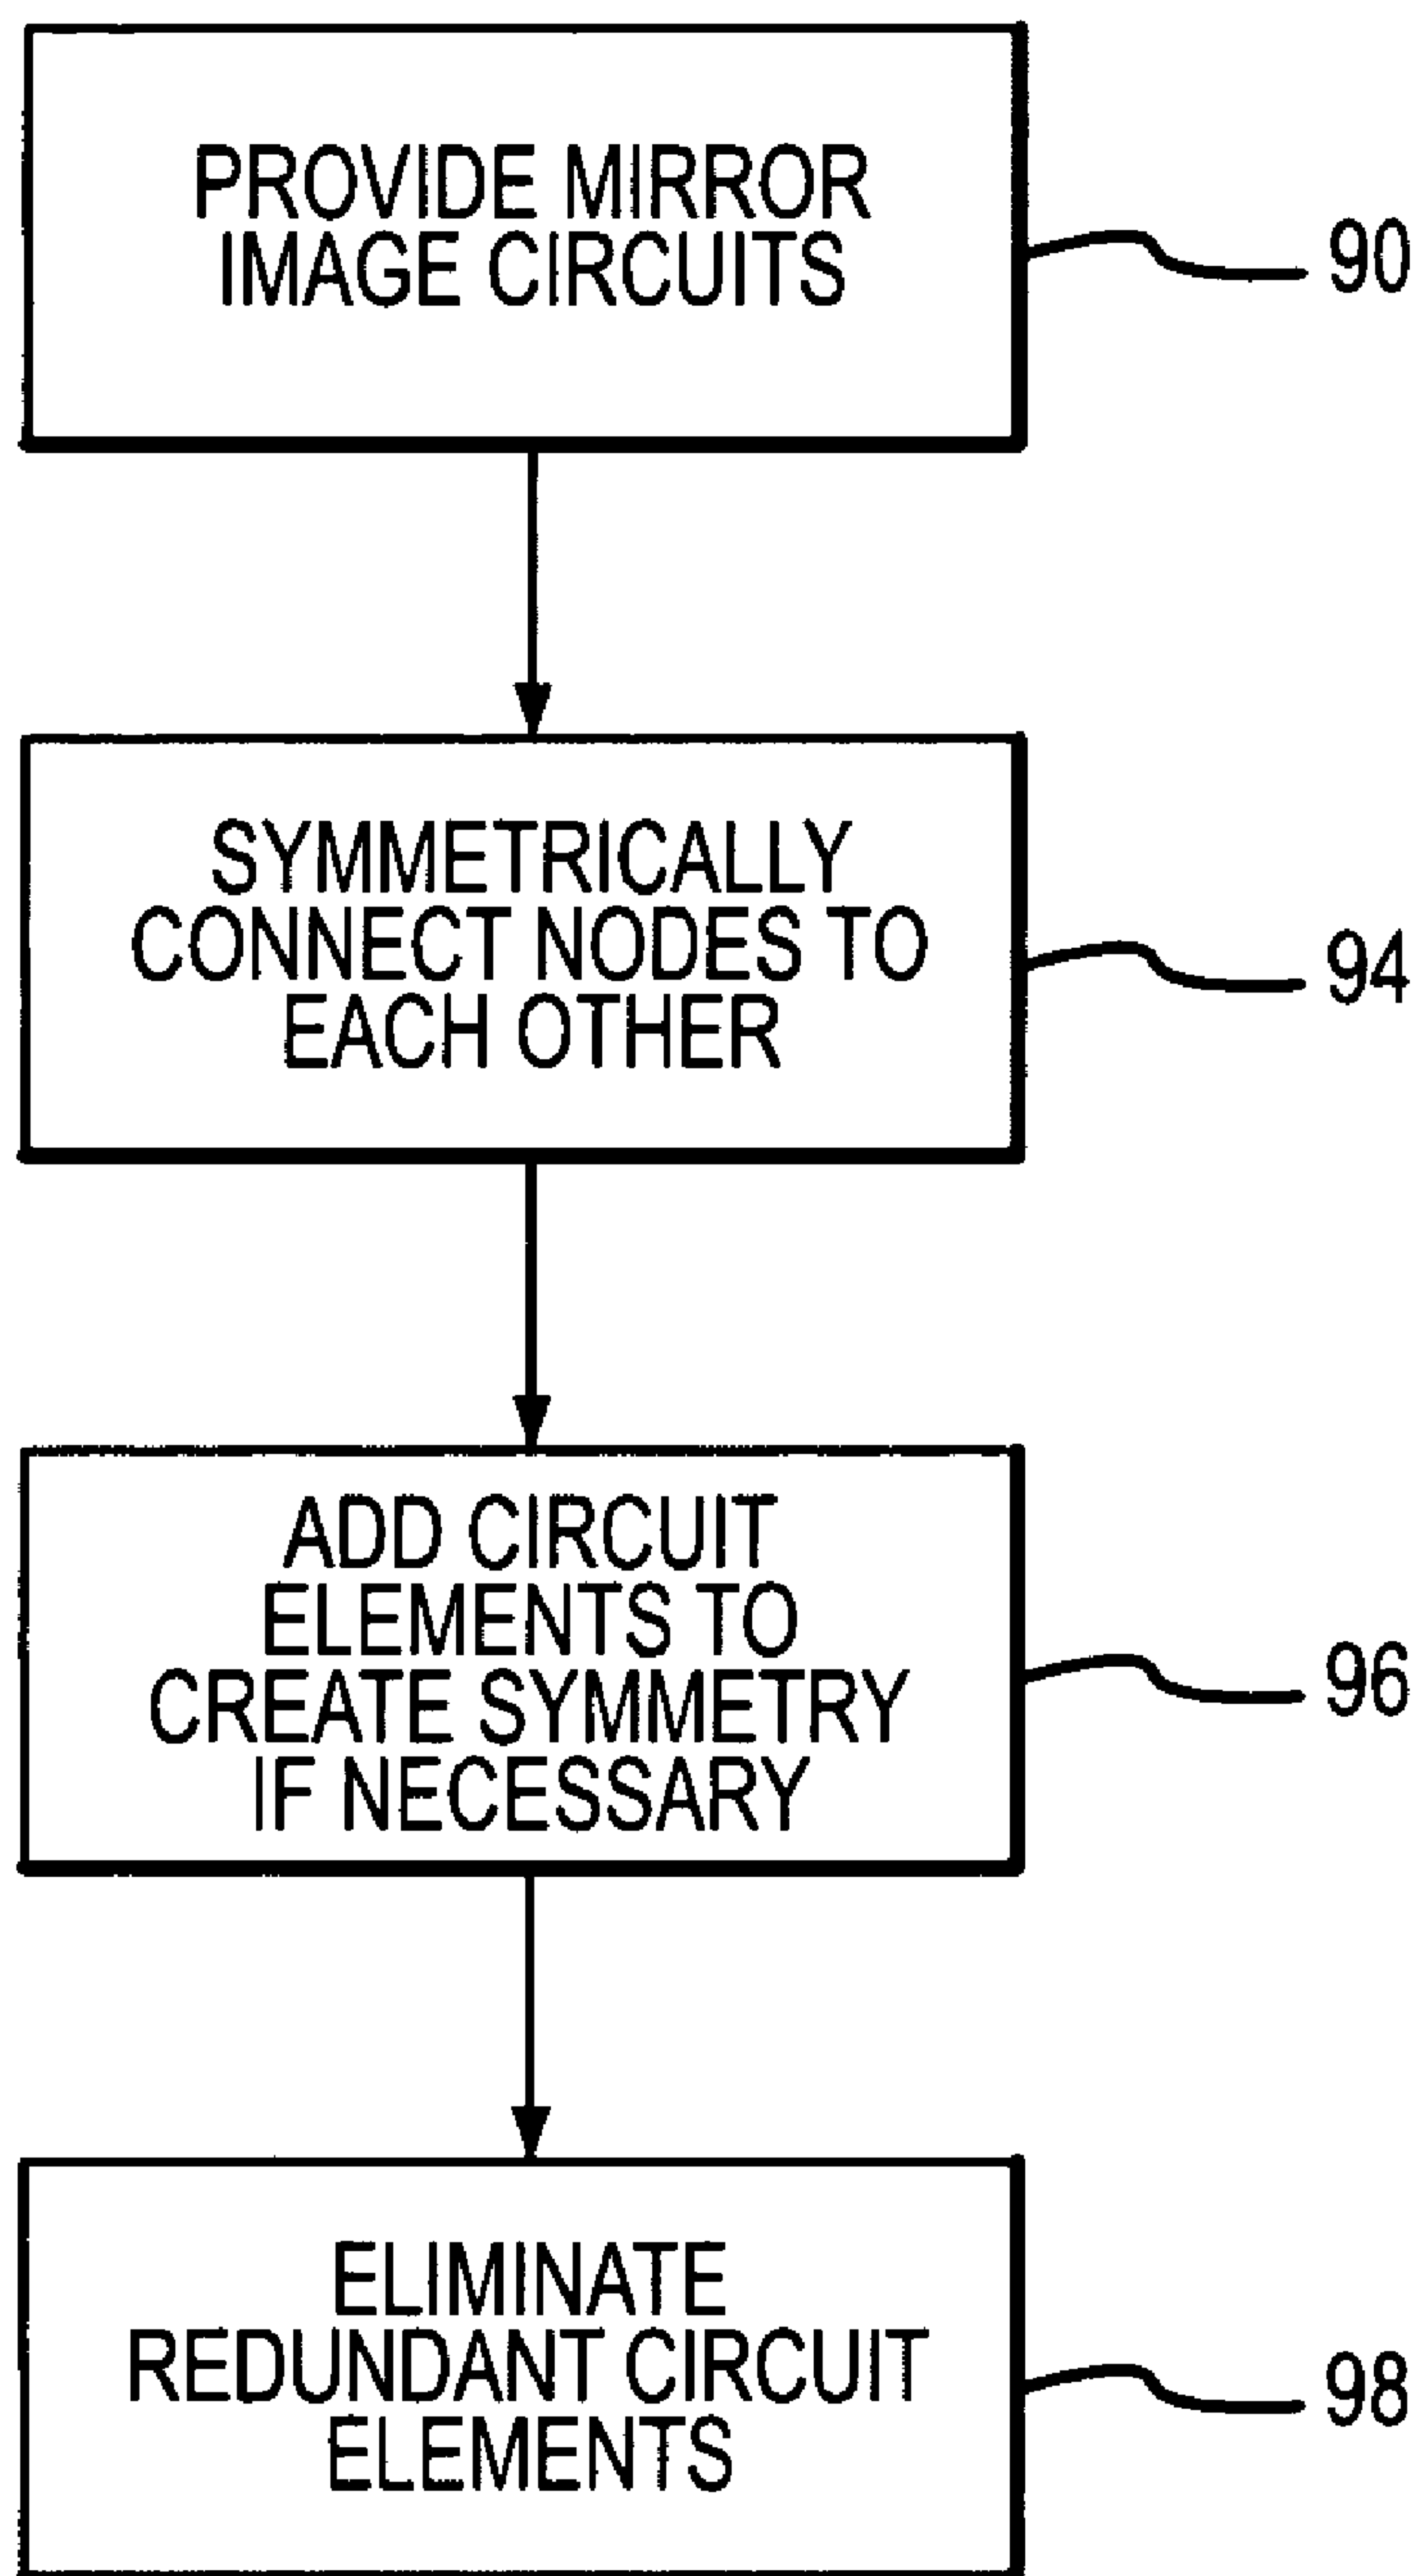 PROVIDE MIRROR
IMAGE CIRCUITS
90
SYMMETRICALLY
CONNECT NODES TO
EACH OTHER
94
ADD CIRCUIT
ELEMENTS TO
CREATE SYMMETRY
IF NECESSARY
96
ELIMINATE
REDUNDANT CIRCUIT
ELEMENTS
98